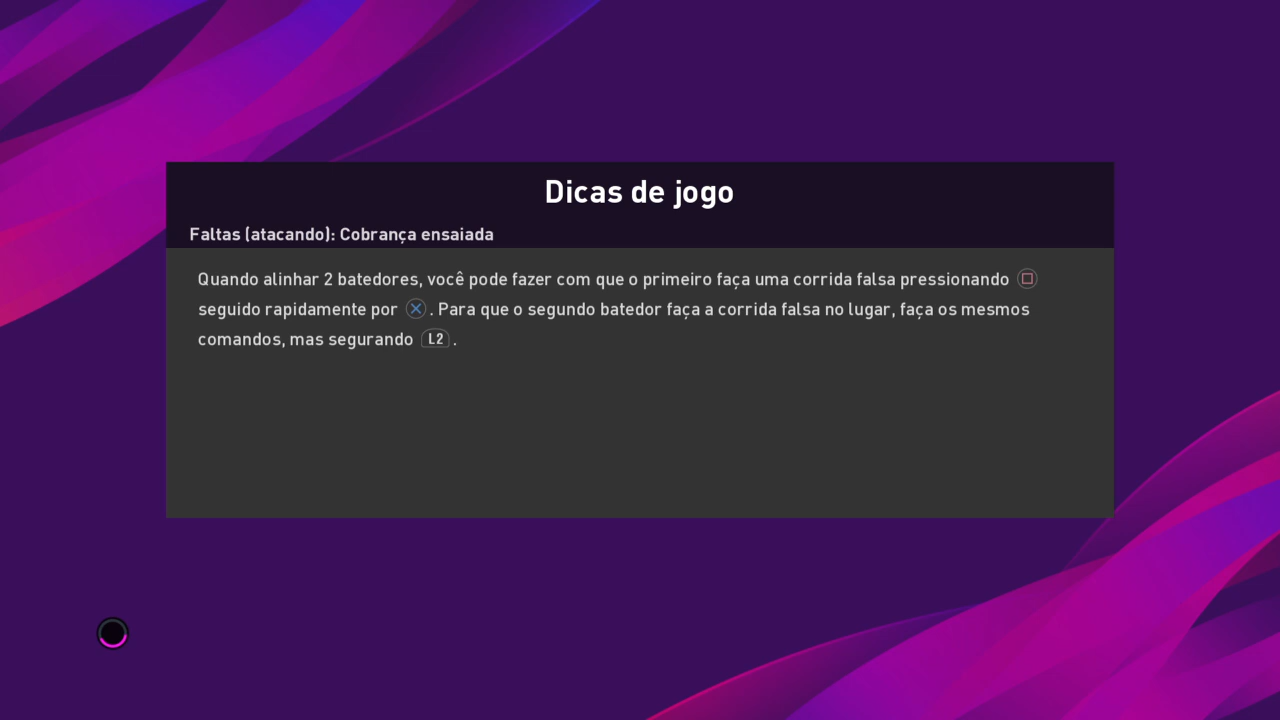 Dicas de jogo
Faltas (atacando): Cobrança ensaiada
Quando alinhar 2 batedores, você pode fazer com que o primeiro faça uma corrida falsa pressionando
seguido rapidamente por . Para que o segundo batedor faça a corrida falsa no lugar, faça os mesmos
comandos, mas segurando L2 .